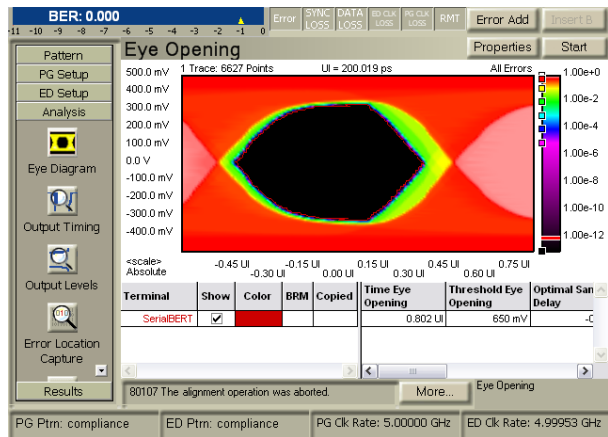 BER: 0.000
-11 -10 -9 -8 -7 -6 -5 -4 -3 -2 -1 0
Error
SYNC LOSS
DATA LOSS
ED CLK LOSS
PG CLK LOSS
RMT
Error Add
Insert B
Eye Opening
Properties
Start
Pattern
PG Setup
ED Setup
Analysis
Eye Diagram
Output Timing
Output Levels
Error Location Capture
Results
1 Trace: 6627 Points
UI = 200.019 ps
All Errors
500.0 mV
400.0 mV
300.0 mV
200.0 mV
100.0 mV
0.0 V
-100.0 mV
-200.0 mV
-300.0 mV
-400.0 mV
1.00e+0
1.00e-2
1.00e-4
1.00e-6
1.00e-8
1.00e-10
1.00e-12
<scale>
Absolute
-0.45 UI -0.15 UI 0.15 UI 0.45 UI 0.75 UI
-0.30 UI 0.00 UI 0.30 UI 0.60 UI
Terminal Show Color BRM Copied Time Eye Opening Threshold Eye Opening Optimal Sam Delay
SerialBERT 0.802 UI 650 mV
80107 The alignment operation was aborted.
More...
Eye Opening
PG Ptrn: compliance
ED Ptrn: compliance
PG Clk Rate: 5.00000 GHz
ED Clk Rate: 4.99953 GHz